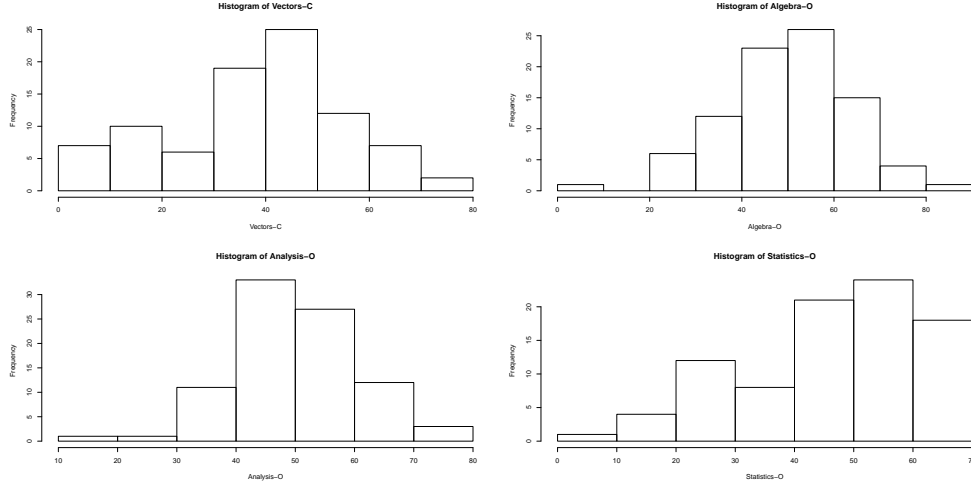 Histogram of Vectors−C
Frequency
0 5 10 15 20 25
0 20 40 60 80
Vectors−C
Histogram of Algebra−O
Frequency
0 5 10 15 20 25
0 20 40 60 80
Algebra−O
Histogram of Analysis−O
Frequency
0 5 10 15 20 25 30
10 20 30 40 50 60 70 80
Analysis−O
Histogram of Statistics−O
Frequency
0 5 10 15 20
0 10 20 30 40 50 60
Statistics−O